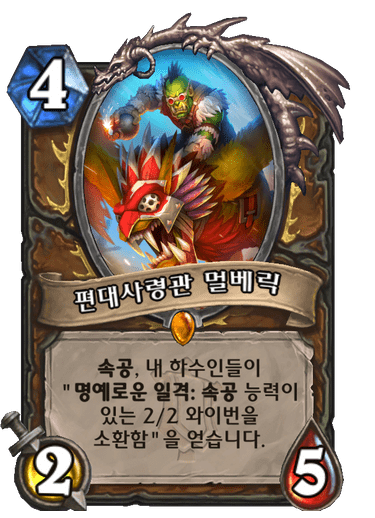 4
편대사령관 멀베릭
속공, 내 하수인들이
"명예로운 일격: 속공 능력이
있는 2/2 와이번을
소환함"을 얻습니다.
2
5